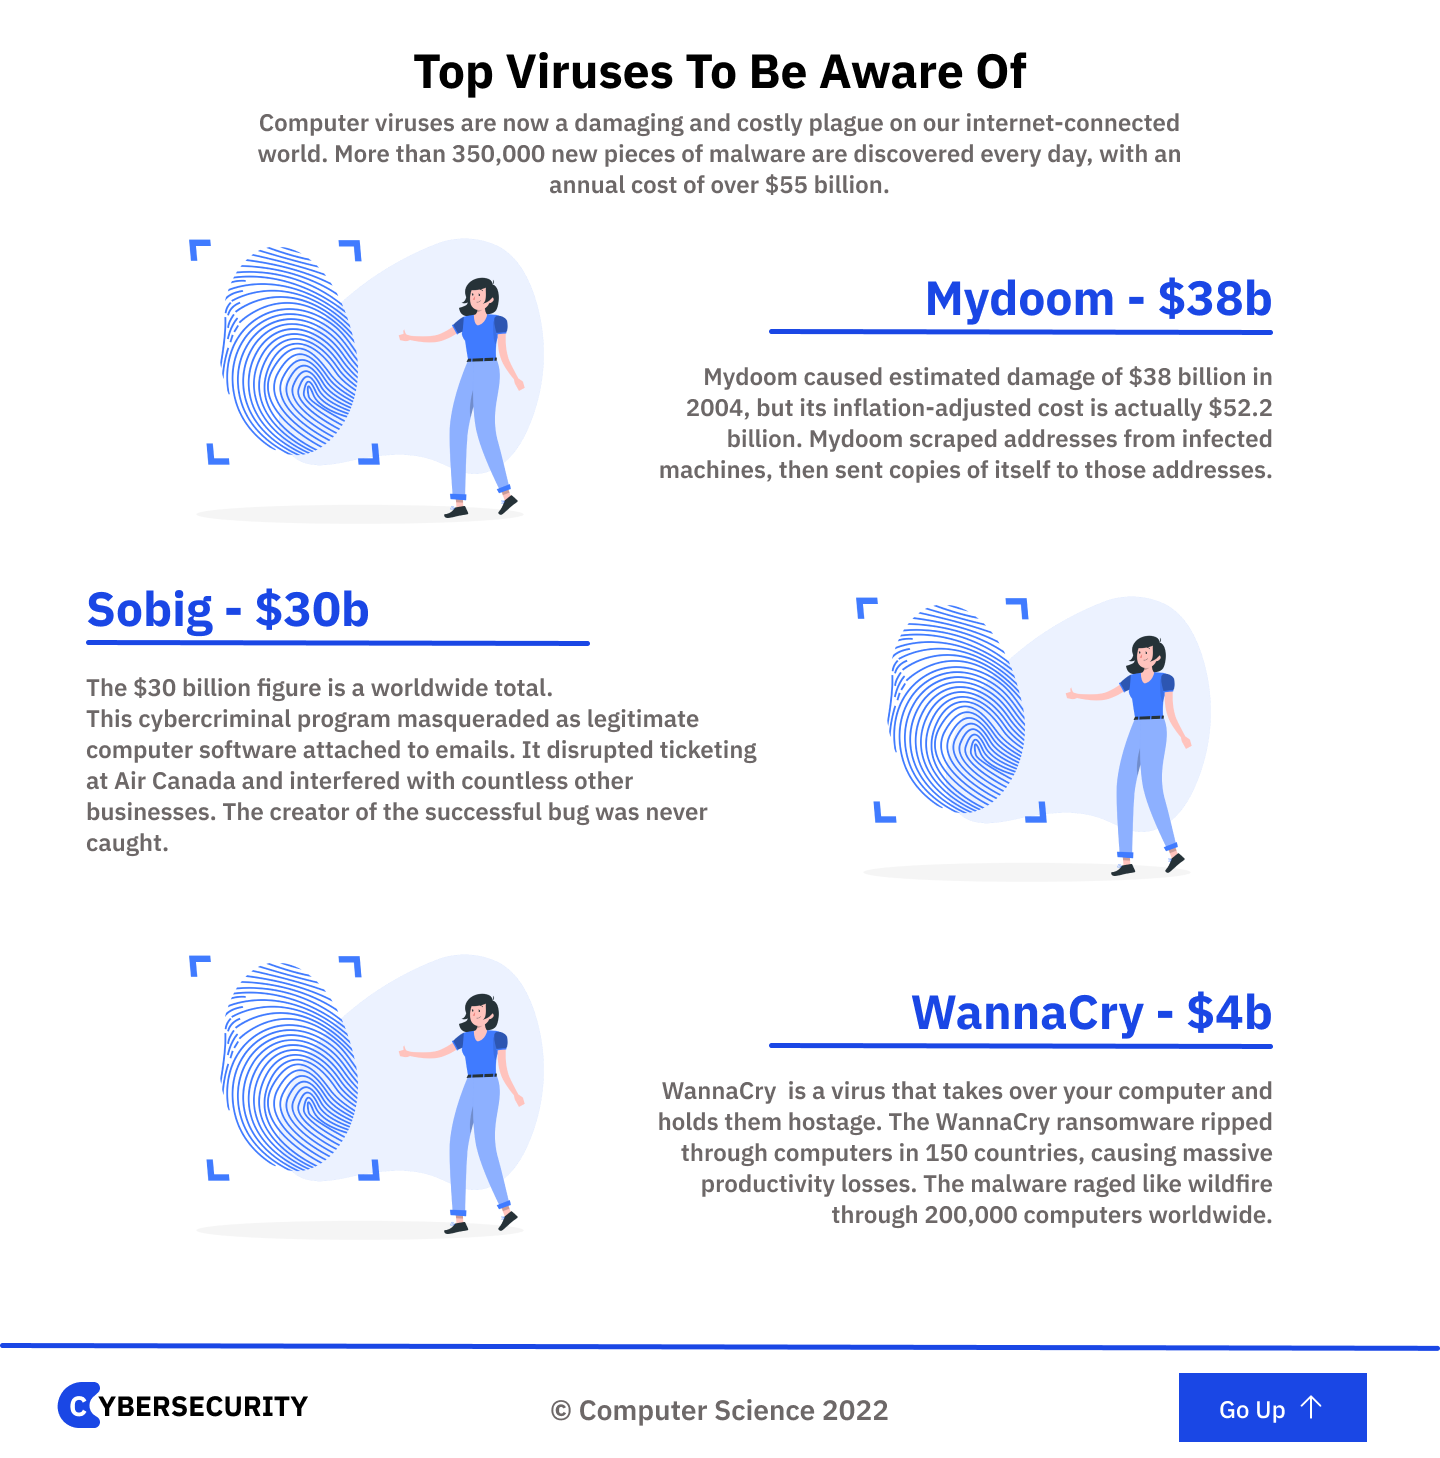 Top Viruses To Be Aware Of
Computer viruses are now a damaging and costly plague on our internet-connected
world. More than 350,000 new pieces of malware are discovered every day, with an
annual cost of over $55 billion.
Mydoom - $38b
Mydoom caused estimated damage of $38 billion in
2004, but its inflation-adjusted cost is actually $52.2
billion. Mydoom scraped addresses from infected
machines, then sent copies of itself to those addresses.
Sobig - $30b
The $30 billion figure is a worldwide total.
This cybercriminal program masqueraded as legitimate
computer software attached to emails. It disrupted ticketing
at Air Canada and interfered with countless other
businesses. The creator of the successful bug was never
caught.
WannaCry - $4b
WannaCry  is a virus that takes over your computer and
holds them hostage. The WannaCry ransomware ripped
through computers in 150 countries, causing massive
productivity losses. The malware raged like wildfire
through 200,000 computers worldwide.
CYBERSECURITY
© Computer Science 2022
Go Up ↑